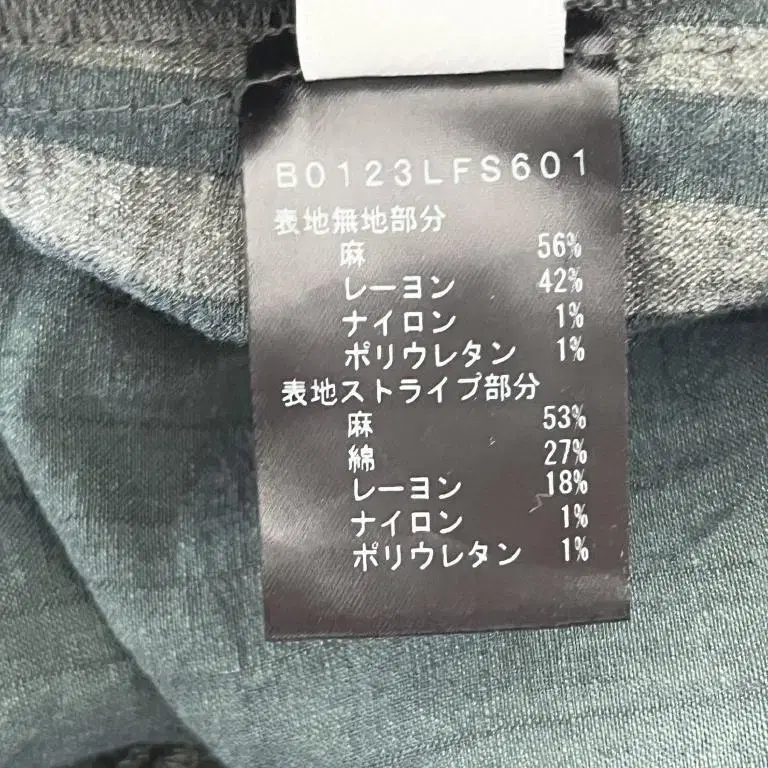 B0123LFS601
表地無地部分
麻 56%
レーヨン 42%
ナイロン 1%
ポリウレタン 1%
表地ストライプ部分
麻 53%
綿 27%
レーヨン 18%
ナイロン 1%
ポリウレタン 1%